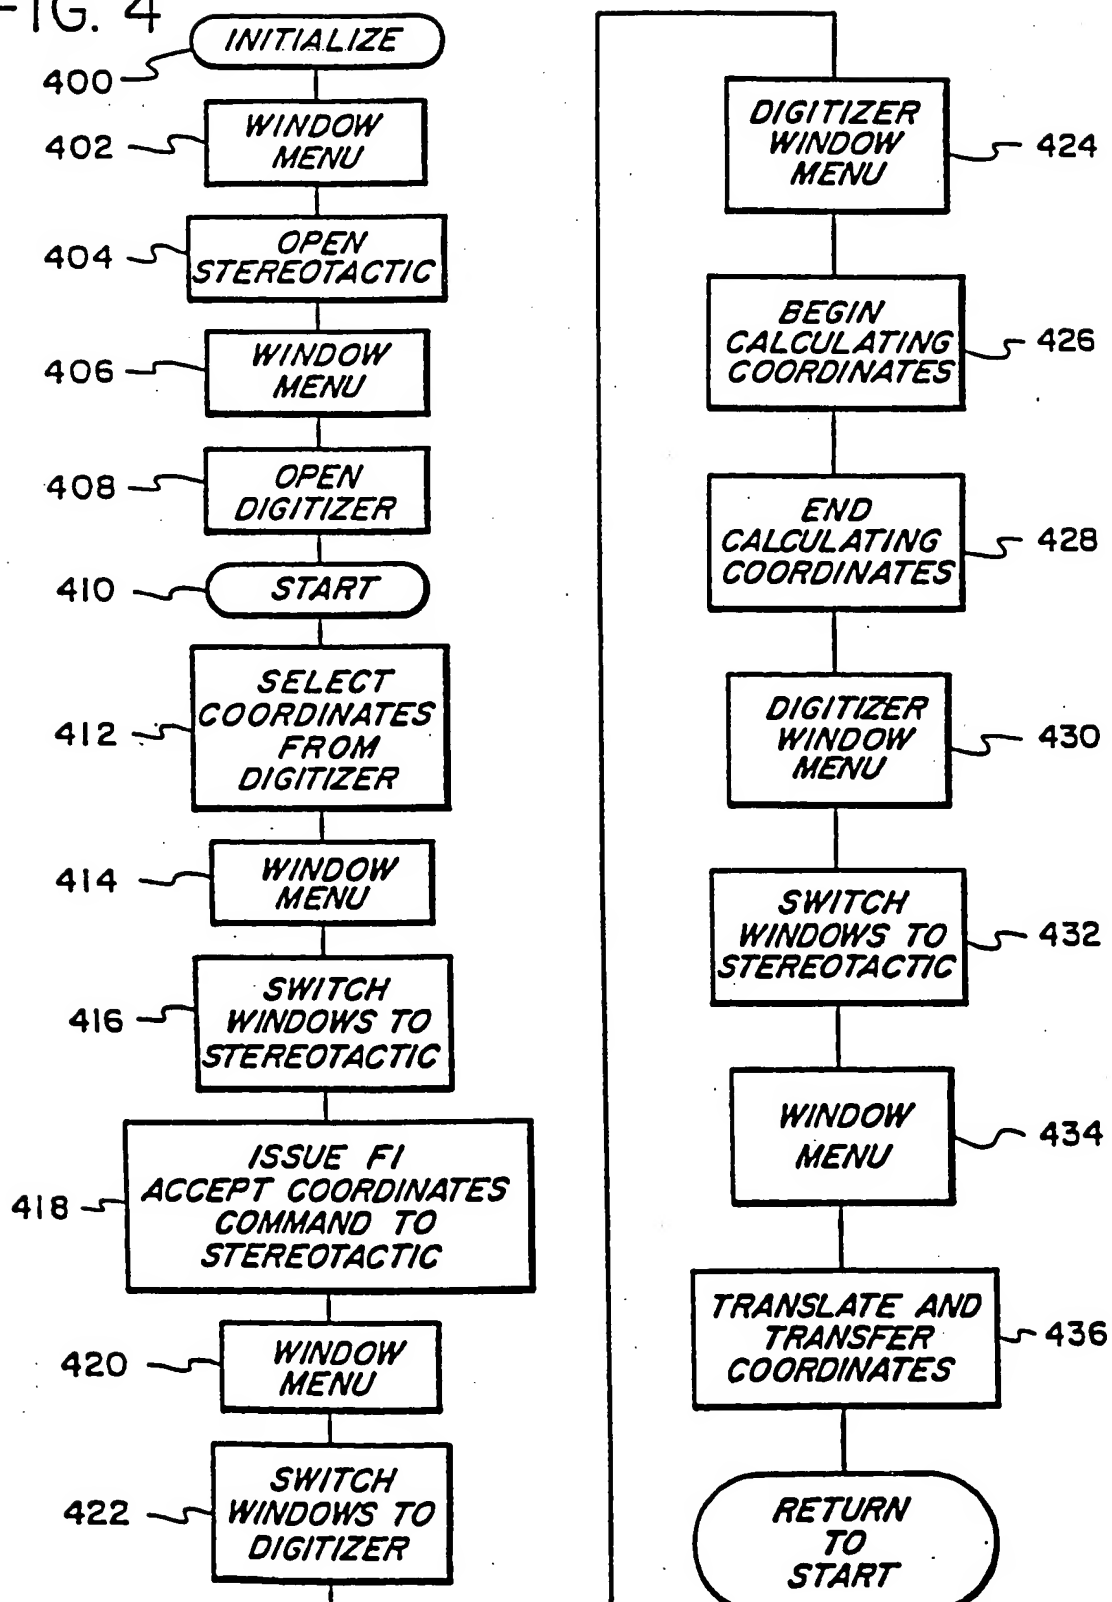 FIG. 4
INITIALIZE
400
WINDOW
MENU
402
OPEN
STEREOTACTIC
404
WINDOW
MENU
406
OPEN
DIGITIZER
408
START
410
SELECT
COORDINATES
FROM
DIGITIZER
412
WINDOW
MENU
414
SWITCH
WINDOWS TO
STEREOTACTIC
416
ISSUE F1
ACCEPT COORDINATES
COMMAND TO
STEREOTACTIC
418
WINDOW
MENU
420
SWITCH
WINDOWS TO
DIGITIZER
422
DIGITIZER
WINDOW
MENU
424
BEGIN
CALCULATING
COORDINATES
426
END
CALCULATING
COORDINATES
428
DIGITIZER
WINDOW
MENU
430
SWITCH
WINDOWS TO
STEREOTACTIC
432
WINDOW
MENU
434
TRANSLATE AND
TRANSFER
COORDINATES
436
RETURN
TO
START